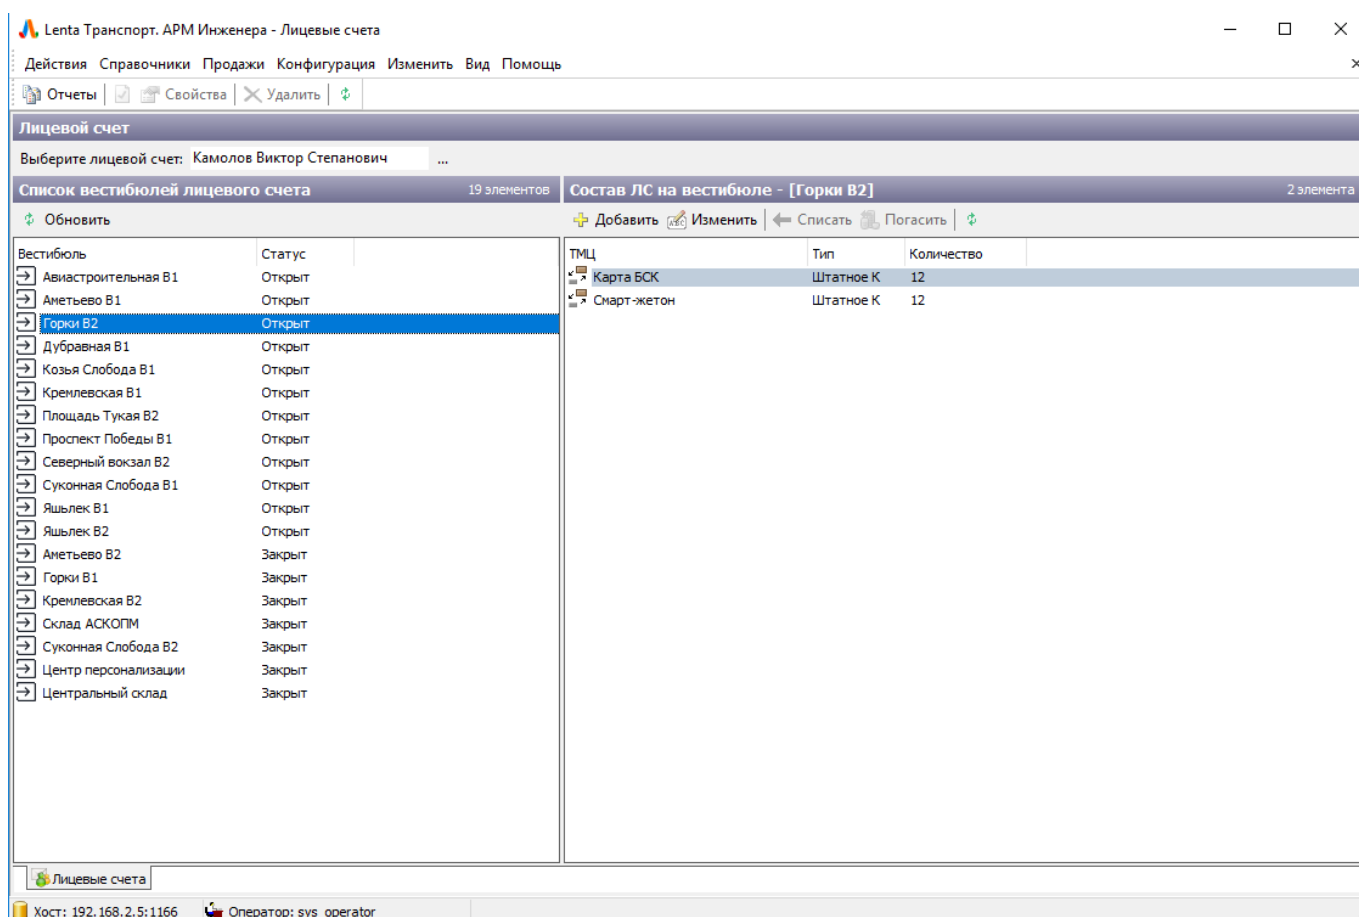 Lenta Транспорт. АРМ Инженера - Лицевые счета
Действия Справочники Продажи Конфигурация Изменить Вид Помощь
Отчеты Свойства Удалить
Лицевой счет
Выберите лицевой счет: Камолов Виктор Степанович ...
Список вестибюлей лицевого счета 19 элементов Состав ЛС на вестибюле - [Горки В2] 2 элемента
Обновить Добавить Изменить Списать Погасить
Вестибюль Статус ТМЦ Тип Количество
Авиастроительная В1 Открыт Карта БСК Штатное К 12
Аметьево В1 Открыт Смарт-жетон Штатное К 12
Горки В2 Открыт
Дубравная В1 Открыт
Козья Слобода В1 Открыт
Кремлевская В1 Открыт
Площадь Тукая В2 Открыт
Проспект Победы В1 Открыт
Северный вокзал В2 Открыт
Суконная Слобода В1 Открыт
Яшьлек В1 Открыт
Яшьлек В2 Открыт
Аметьево В2 Закрыт
Горки В1 Закрыт
Кремлевская В2 Закрыт
Склад АСКОПМ Закрыт
Суконная Слобода В2 Закрыт
Центр персонализации Закрыт
Центральный склад Закрыт
Лицевые счета
Хост: 192.168.2.5:1166 Оператор: sys_operator